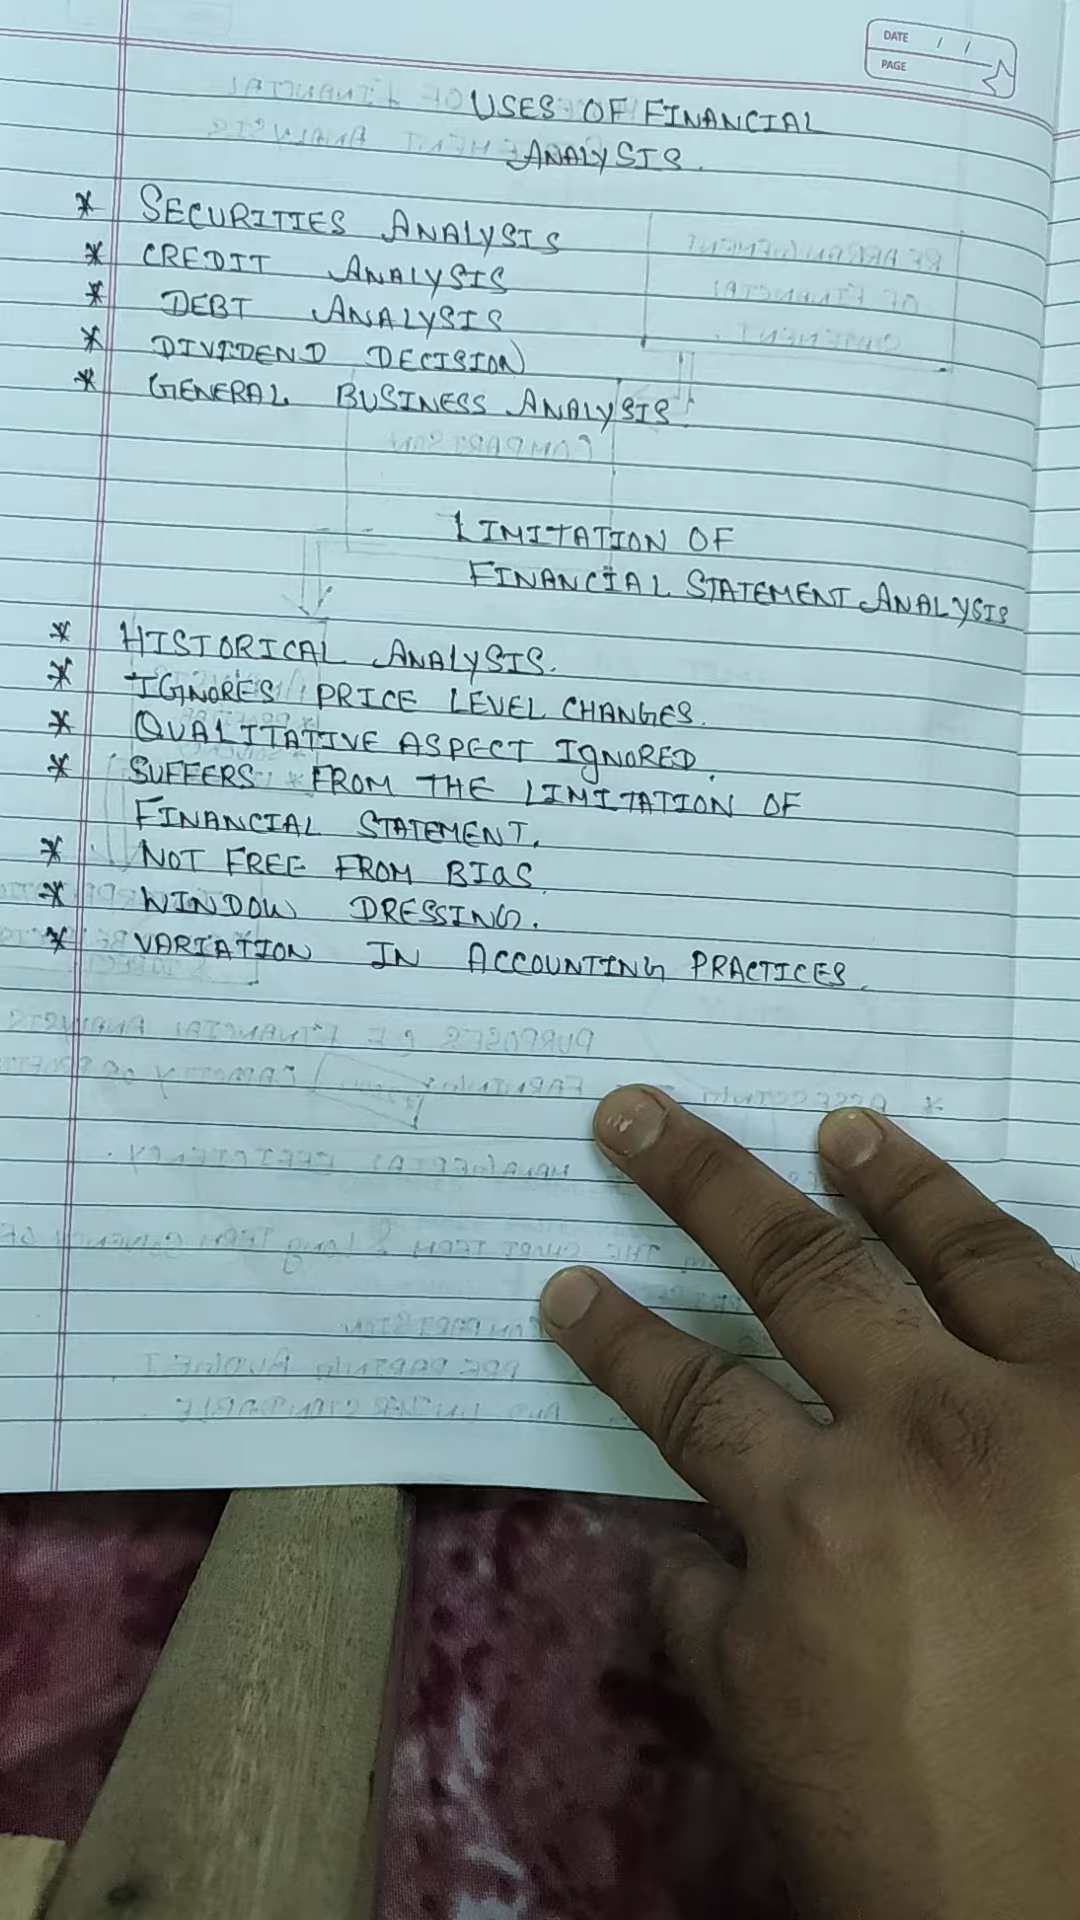 DATE / /
PAGE
USES OF FINANCIAL
ANALYSIS.
* SECURITIES ANALYSIS
* CREDIT ANALYSIS
* DEBT ANALYSIS
* DIVIDEND DECISION
* GENERAL BUSINESS ANALYSIS.
LIMITATION OF
FINANCIAL STATEMENT ANALYSIS
* HISTORICAL ANALYSIS.
* IGNORES PRICE LEVEL CHANGES.
* QUALITATIVE ASPECT IGNORED.
* SUFFERS FROM THE LIMITATION OF
FINANCIAL STATEMENT.
* NOT FREE FROM BIAS.
* WINDOW DRESSING.
* VARIATION IN ACCOUNTING PRACTICES.